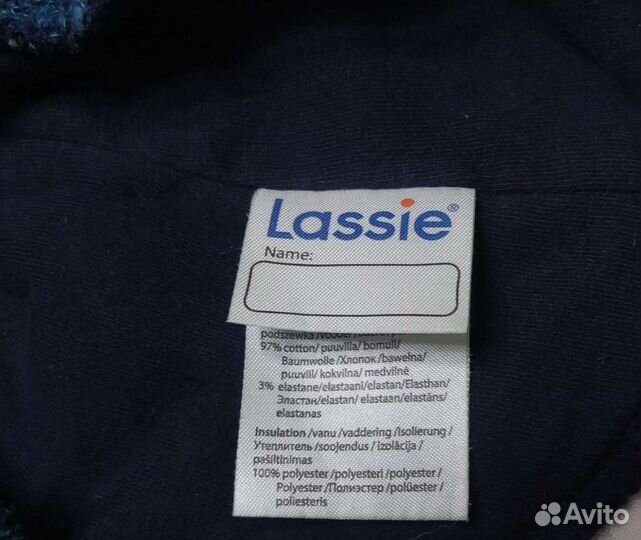 Lassie®
Name:
podszewka/
97% cotton/ puuvilla/ bomull/
Baumwolle /Хлопок /bawełna/
puuvill/ kokvilna/ medvilnė
3% elastane/elastaani/elastan/Elasthan/
Эластан/elastan/ elastaan/elastāns/
elastanas
Insulation /vanu /vaddering /Isolierung /
Утеплитель /soojendus / izolācija /
pašiltinimas
100% polyester /polyesteri /polyester /
Polyester /Полиэстер /polüester /
poliesteris
Avito